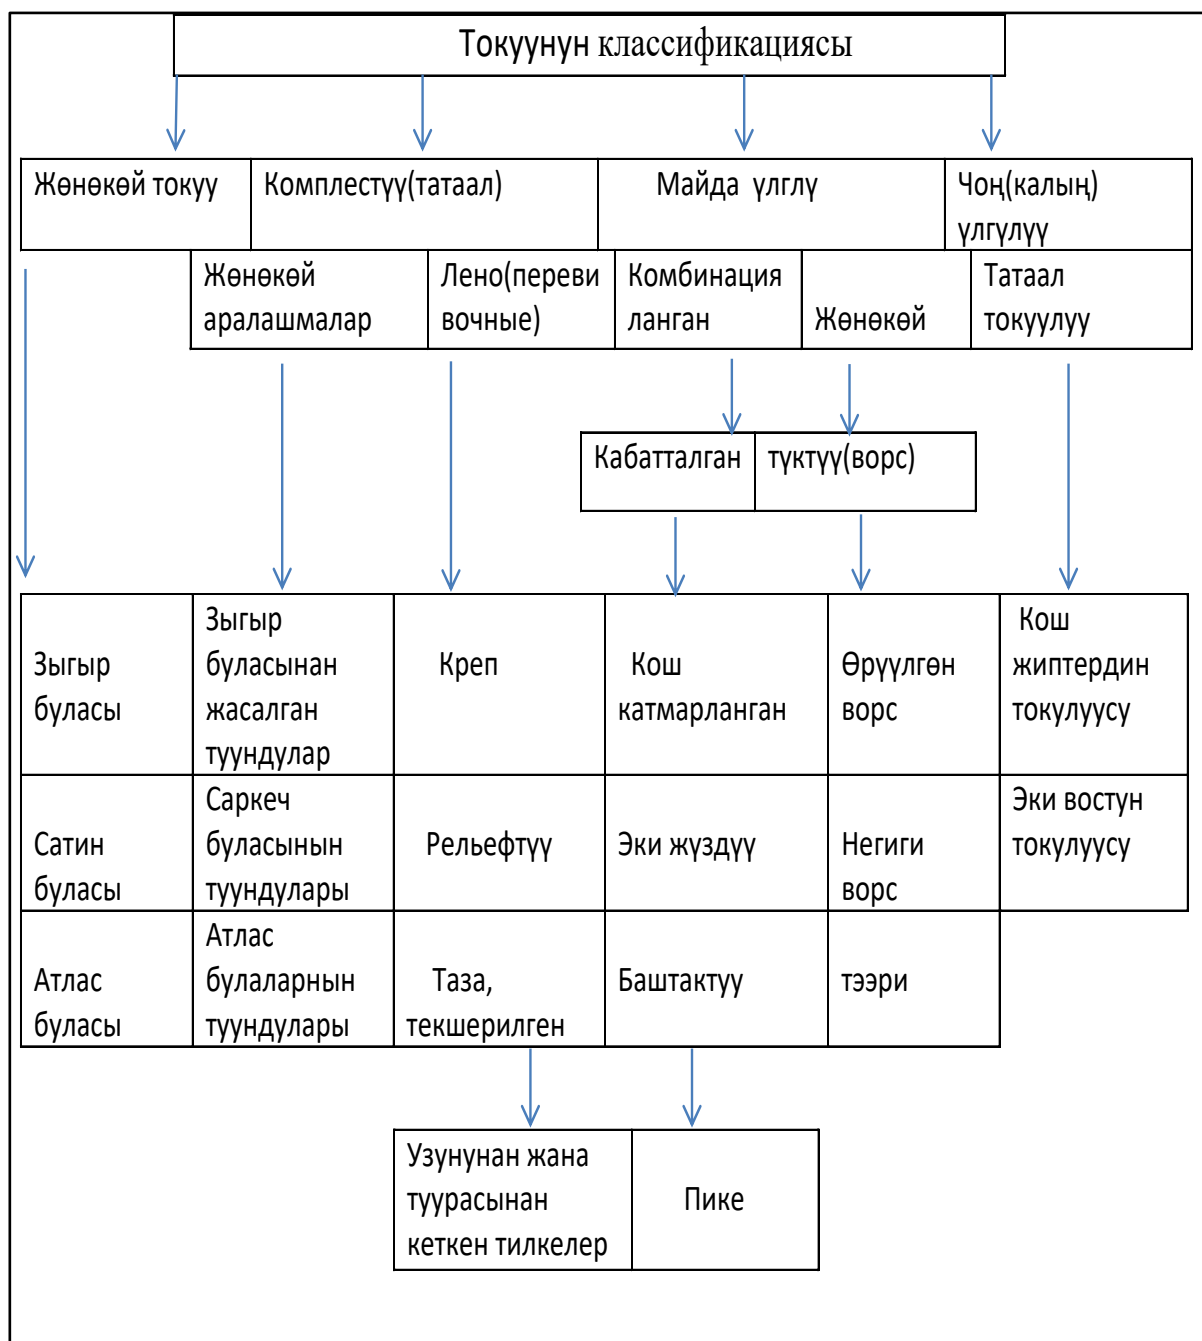 Токуунун классификациясы
Жөнөкөй токуу
Комплестүү(татаал)
Майда үлглү
Чоң(калың)
үлгүлүү
Жөнөкөй
аралашмалар
Лено(переви
вочные)
Комбинация
ланган
Жөнөкөй
Татаал
токуулуу
Кабатталган
түктүү(ворс)
Зыгыр
буласы
Зыгыр
буласынан
жасалган
туундулар
Креп
Кош
катмарланган
Өрүүлгөн
ворс
Кош
жиптердин
токулуусу
Сатин
буласы
Саркеч
буласынын
туундулары
Рельефтүү
Эки жүздүү
Негиги
ворс
Эки востун
токулуусу
Атлас
буласы
Атлас
булаларнын
туундулары
Таза,
текшерилген
Баштактуу
тээри
Узунунан жана
туурасынан
кеткен тилкелер
Пике